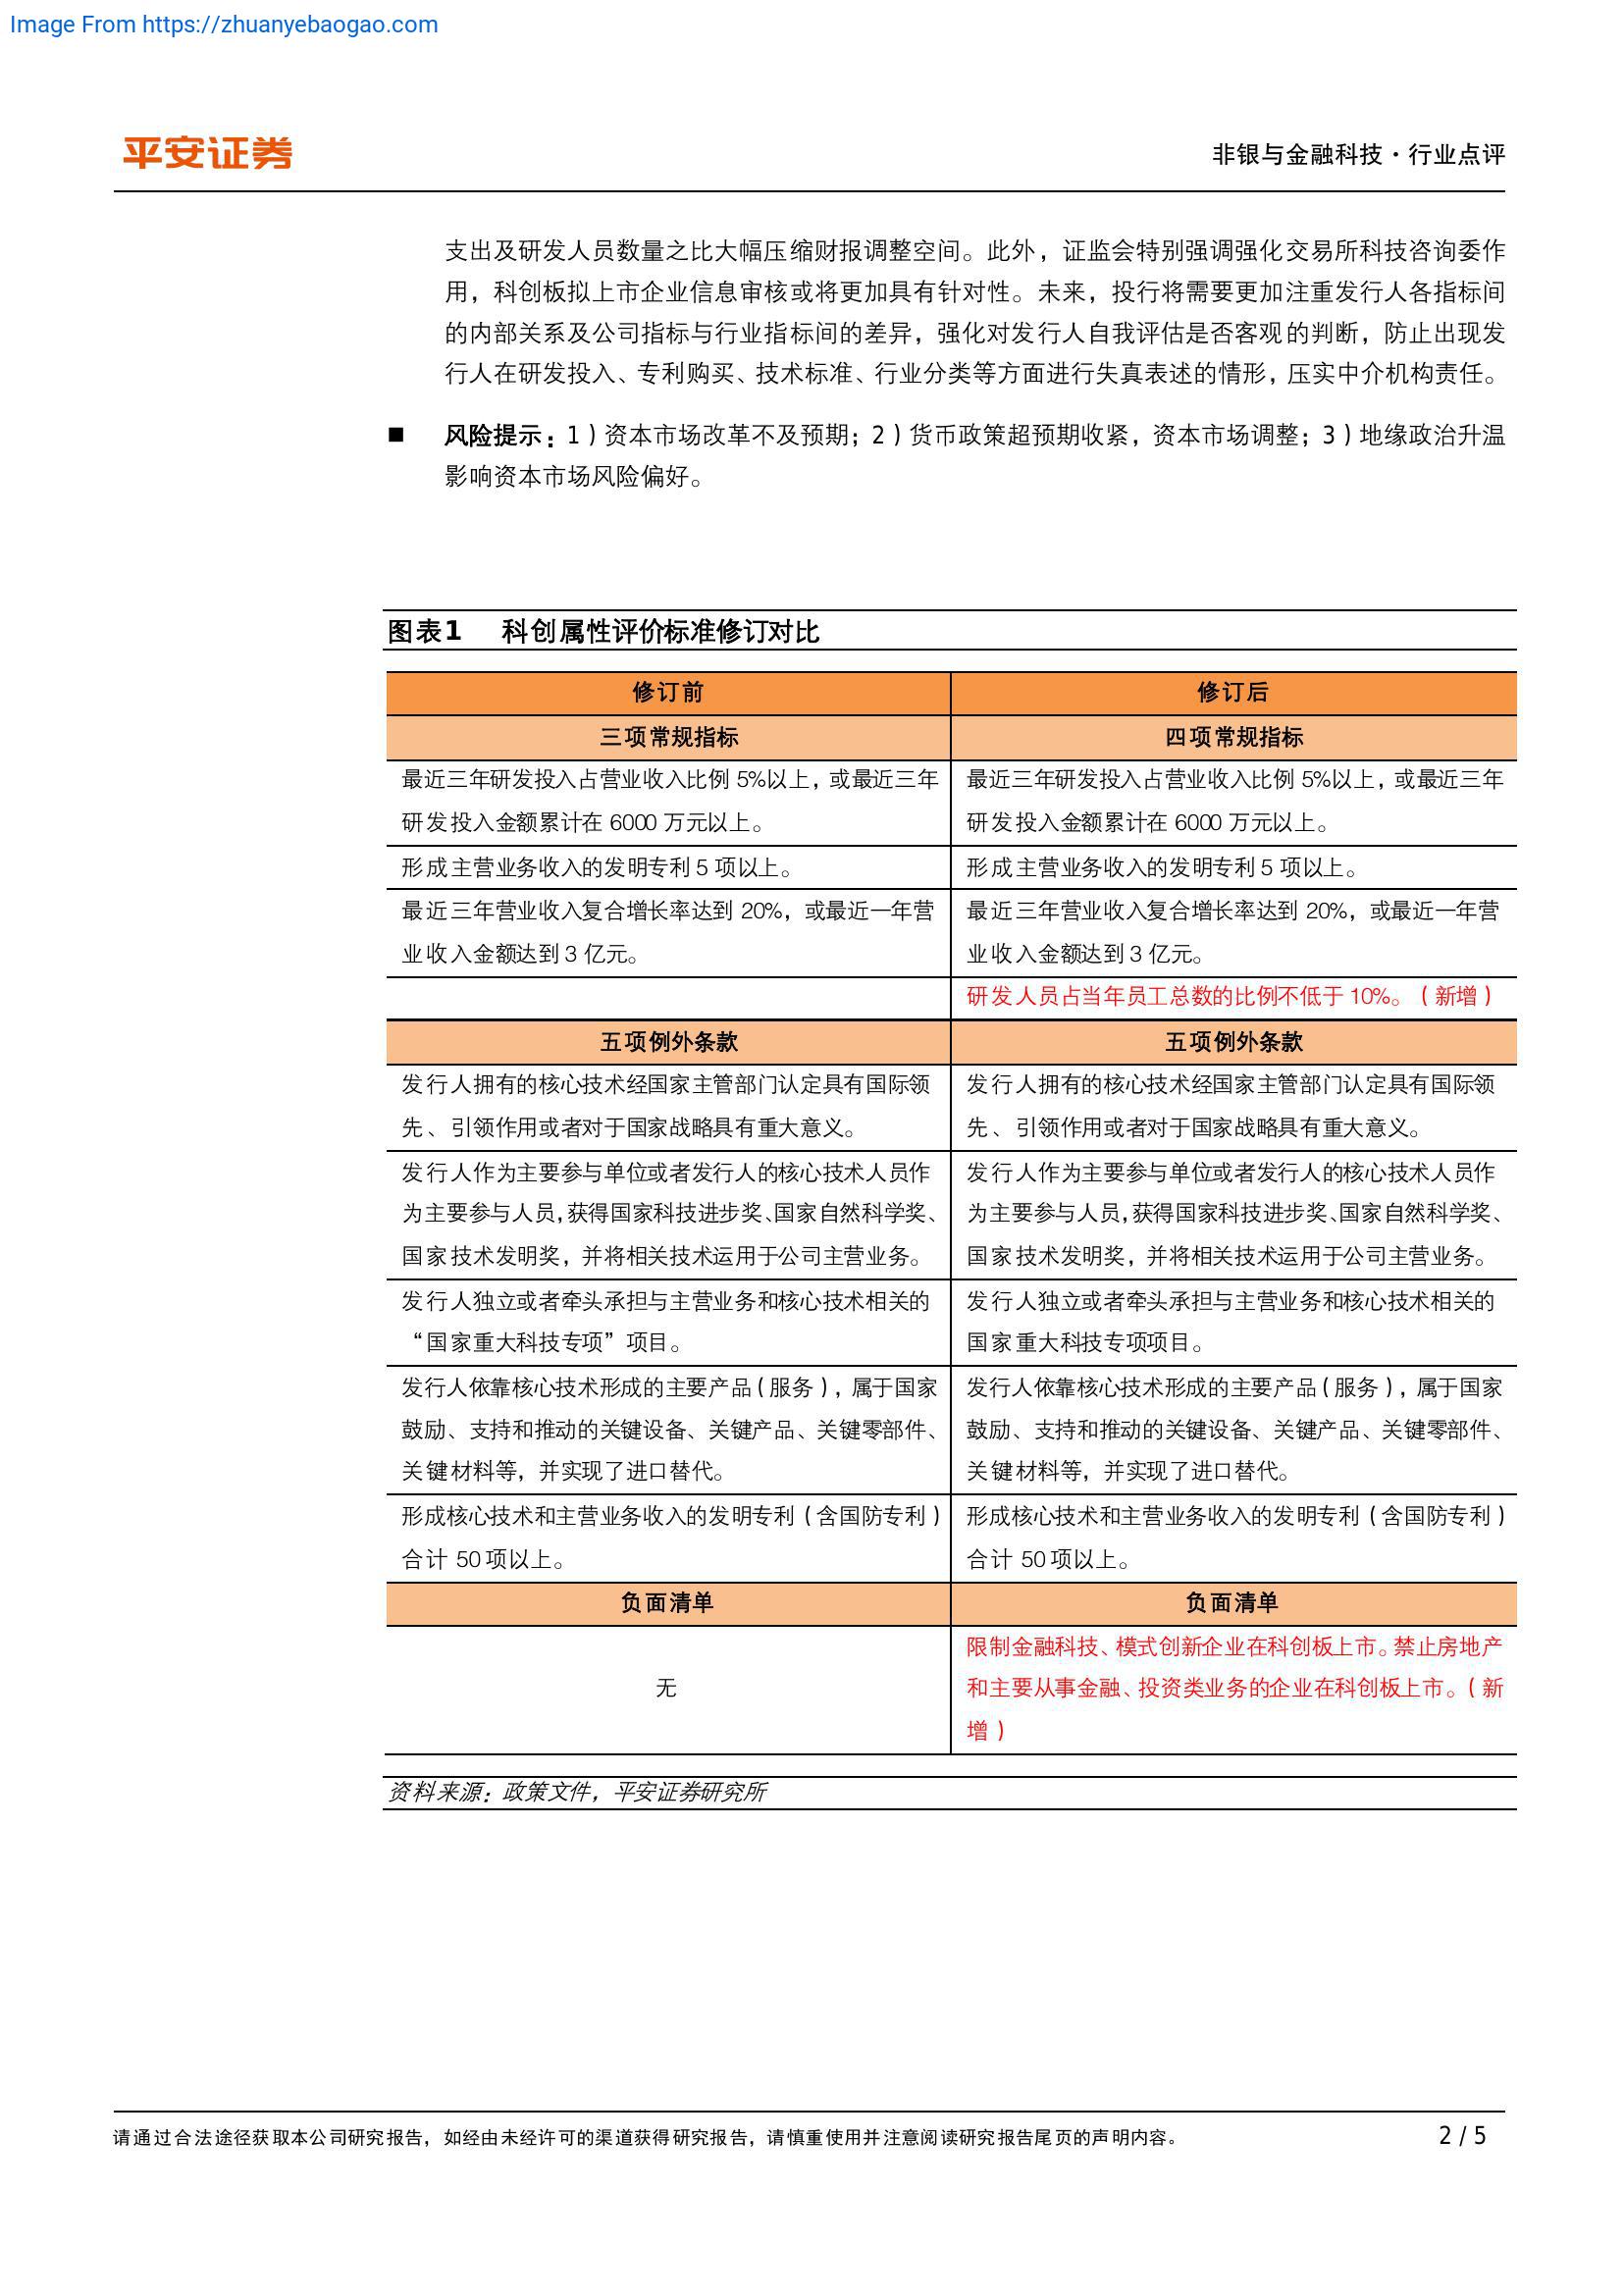 Image From https://zhuanyebaogao.com
平安证券
非银与金融科技·行业点评
支出及研发人员数量之比大幅压缩财报调整空间。此外，证监会特别强调强化交易所科技咨询委作
用，科创板拟上市企业信息审核或将更加具有针对性。未来，投行将需要更加注重发行人各指标间
的内部关系及公司指标与行业指标间的差异，强化对发行人自我评估是否客观的判断，防止出现发
行人在研发投入、专利购买、技术标准、行业分类等方面进行失真表述的情形，压实中介机构责任。
■ 风险提示：1）资本市场改革不及预期；2）货币政策超预期收紧，资本市场调整；3）地缘政治升温
影响资本市场风险偏好。
图表1 科创属性评价标准修订对比
修订前 修订后
三项常规指标 四项常规指标
最近三年研发投入占营业收入比例 5%以上，或最近三年
研发投入金额累计在 6000 万元以上。
最近三年研发投入占营业收入比例 5%以上，或最近三年
研发投入金额累计在 6000 万元以上。
形成主营业务收入的发明专利 5 项以上。
形成主营业务收入的发明专利 5 项以上。
最近三年营业收入复合增长率达到 20%，或最近一年营
业收入金额达到 3 亿元。
最近三年营业收入复合增长率达到 20%，或最近一年营
业收入金额达到 3 亿元。
研发人员占当年员工总数的比例不低于 10%。（新增）
五项例外条款 五项例外条款
发行人拥有的核心技术经国家主管部门认定具有国际领
先、引领作用或者对于国家战略具有重大意义。
发行人拥有的核心技术经国家主管部门认定具有国际领
先、引领作用或者对于国家战略具有重大意义。
发行人作为主要参与单位或者发行人的核心技术人员作
为主要参与人员，获得国家科技进步奖、国家自然科学奖、
国家技术发明奖，并将相关技术运用于公司主营业务。
发行人作为主要参与单位或者发行人的核心技术人员作
为主要参与人员，获得国家科技进步奖、国家自然科学奖、
国家技术发明奖，并将相关技术运用于公司主营业务。
发行人独立或者牵头承担与主营业务和核心技术相关的
“国家重大科技专项”项目。
发行人独立或者牵头承担与主营业务和核心技术相关的
国家重大科技专项项目。
发行人依靠核心技术形成的主要产品（服务），属于国家
鼓励、支持和推动的关键设备、关键产品、关键零部件、
关键材料等，并实现了进口替代。
发行人依靠核心技术形成的主要产品（服务），属于国家
鼓励、支持和推动的关键设备、关键产品、关键零部件、
关键材料等，并实现了进口替代。
形成核心技术和主营业务收入的发明专利（含国防专利）
合计 50 项以上。
形成核心技术和主营业务收入的发明专利（含国防专利）
合计 50 项以上。
负面清单 负面清单
无
限制金融科技、模式创新企业在科创板上市。禁止房地产
和主要从事金融、投资类业务的企业在科创板上市。（新
增）
资料来源：政策文件，平安证券研究所
请通过合法途径获取本公司研究报告，如经由未经许可的渠道获得研究报告，请慎重使用并注意阅读研究报告尾页的声明内容。
2 / 5